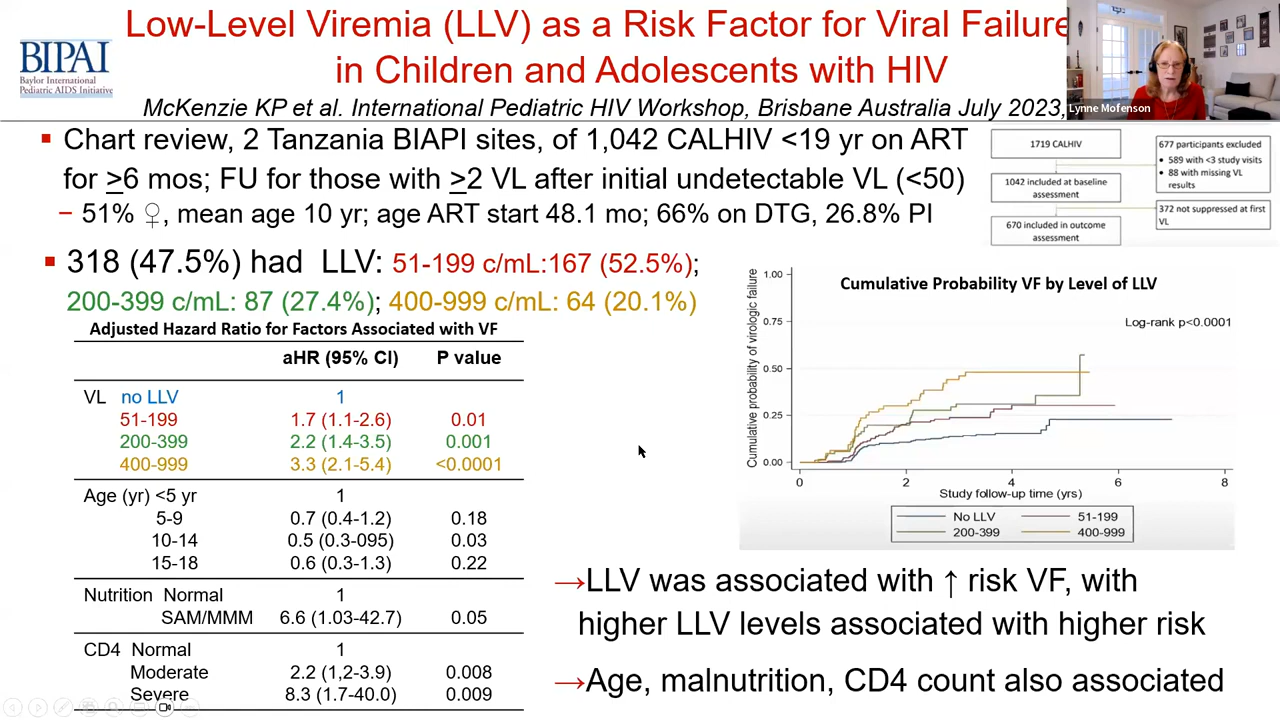 Low-Level Viremia (LLV) as a Risk Factor for Viral Failure
in Children and Adolescents with HIV
BIPAI
Baylor International
Pediatric AIDS Initiative
McKenzie KP et al. International Pediatric HIV Workshop, Brisbane Australia July 2023,
Lynne Mofenson
▪ Chart review, 2 Tanzania BIAPI sites, of 1,042 CALHIV <19 yr on ART
for ≥6 mos; FU for those with ≥2 VL after initial undetectable VL (<50)
− 51% ♀, mean age 10 yr; age ART start 48.1 mo; 66% on DTG, 26.8% PI
1719 CALHIV
677 participants excluded
• 589 with <3 study visits
• 88 with missing VL
results
1042 included at baseline
assessment
372 not suppressed at first
VL
670 included in outcome
assessment
▪ 318 (47.5%) had LLV: 51-199 c/mL:167 (52.5%);
200-399 c/mL: 87 (27.4%); 400-999 c/mL: 64 (20.1%)
Adjusted Hazard Ratio for Factors Associated with VF
aHR (95% CI) P value
VL no LLV 1
51-199 1.7 (1.1-2.6) 0.01
200-399 2.2 (1.4-3.5) 0.001
400-999 3.3 (2.1-5.4) <0.0001
Age (yr) <5 yr 1
5-9 0.7 (0.4-1.2) 0.18
10-14 0.5 (0.3-095) 0.03
15-18 0.6 (0.3-1.3) 0.22
Nutrition Normal 1
SAM/MMM 6.6 (1.03-42.7) 0.05
CD4 Normal 1
Moderate 2.2 (1,2-3.9) 0.008
Severe 8.3 (1.7-40.0) 0.009
Cumulative Probability VF by Level of LLV
Log-rank p<0.0001
Cumulative probability of virologic failure
1.00
0.75
0.50
0.25
0.00
0 2 4 6 8
Study follow-up time (yrs)
No LLV 51-199
200-399 400-999
→LLV was associated with ↑ risk VF, with
higher LLV levels associated with higher risk
→Age, malnutrition, CD4 count also associated